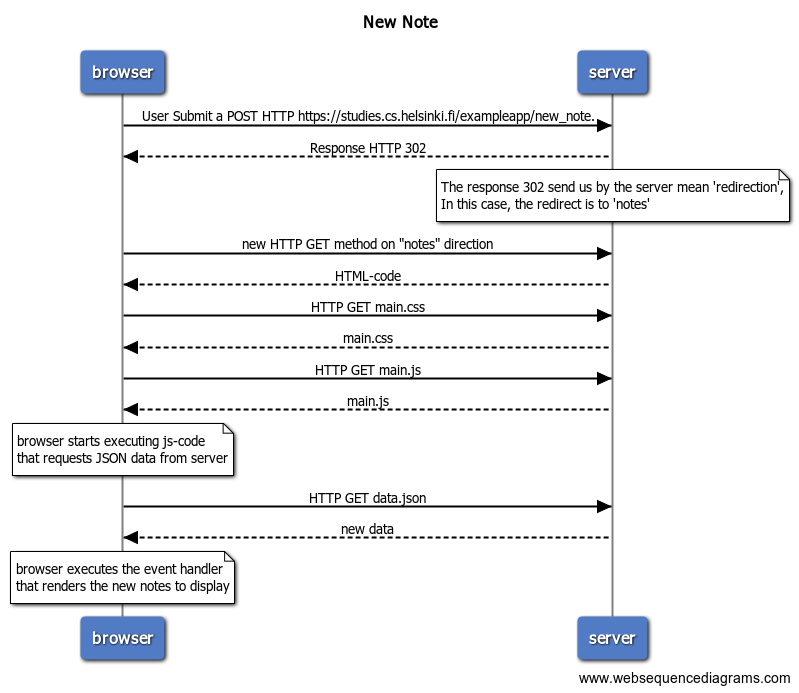 New Note
browser
server
User Submit a POST HTTP https://studies.cs.helsinki.fi/exampleapp/new_note.
Response HTTP 302
The response 302 send us by the server mean 'redirection',
In this case, the redirect is to 'notes'
new HTTP GET method on "notes" direction
HTML-code
HTTP GET main.css
main.css
HTTP GET main.js
main.js
browser starts executing js-code
that requests JSON data from server
HTTP GET data.json
new data
browser executes the event handler
that renders the new notes to display
browser
server
www.websequencediagrams.com